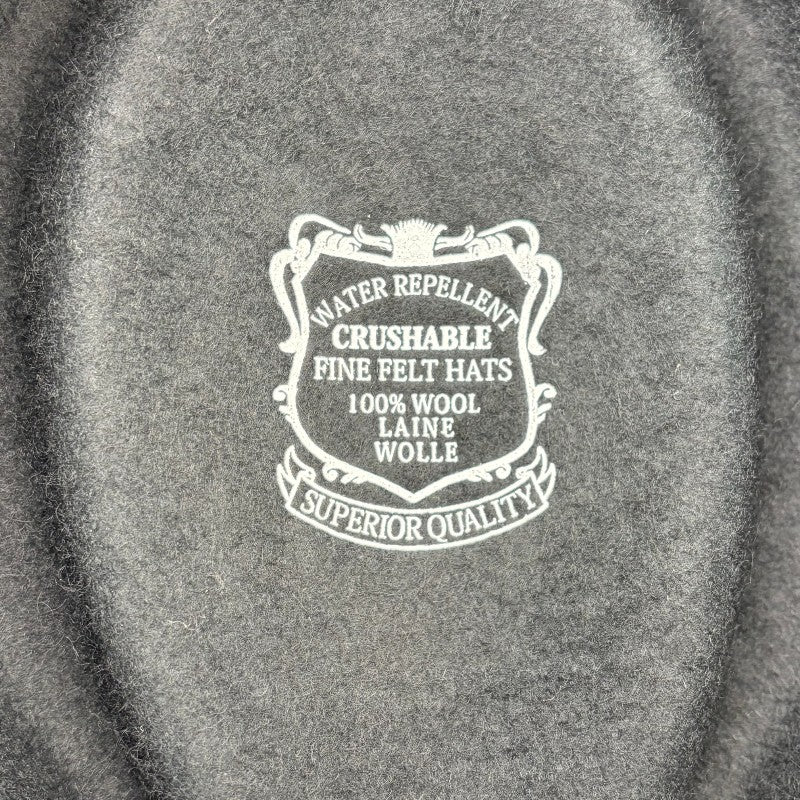 WATER REPELLENT
CRUSHABLE
FINE FELT HATS
100% WOOL
LAINE
WOLLE
SUPERIOR QUALITY